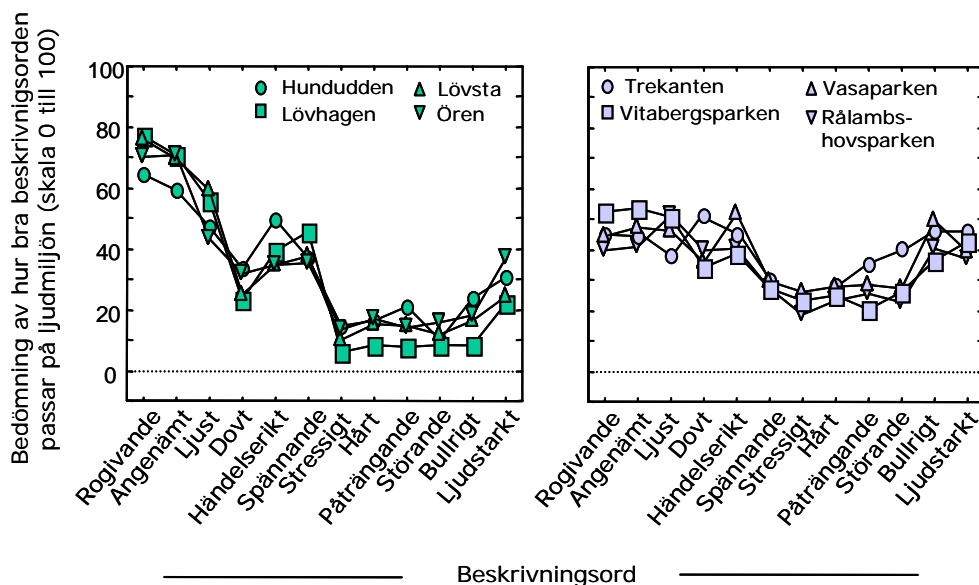 Bedömning av hur bra beskrivnigsorden
passar på ljudmiljön (skala 0 till 100)
100
80
60
40
20
0
Hundudden
Lövsta
Lövhagen
Ören
Trekanten
Vasaparken
Vitabergsparken
Rålambs-
hovsparken
Rogivande
Angenämt
Ljust
Dovt
Händelserikt
Spännande
Stressigt
Hårt
Påträngande
Störande
Bullrigt
Ljudstarkt
Rogivande
Angenämt
Ljust
Dovt
Händelserikt
Spännande
Stressigt
Hårt
Påträngande
Störande
Bullrigt
Ljudstarkt
Beskrivningsord